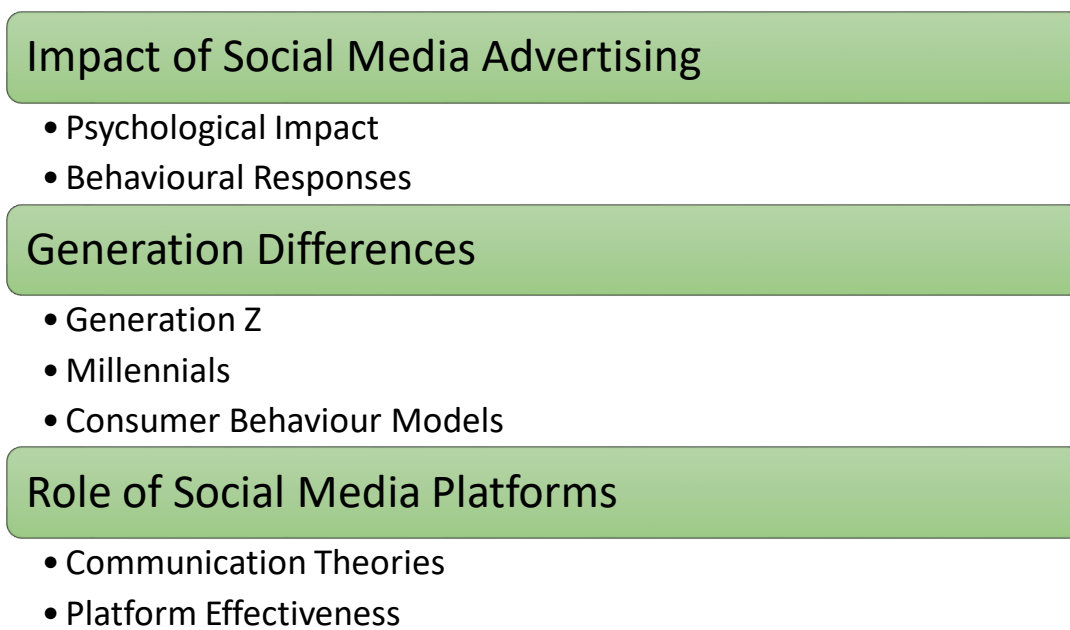 Impact of Social Media Advertising
• Psychological Impact
• Behavioural Responses
Generation Differences
• Generation Z
• Millennials
• Consumer Behaviour Models
Role of Social Media Platforms
• Communication Theories
• Platform Effectiveness